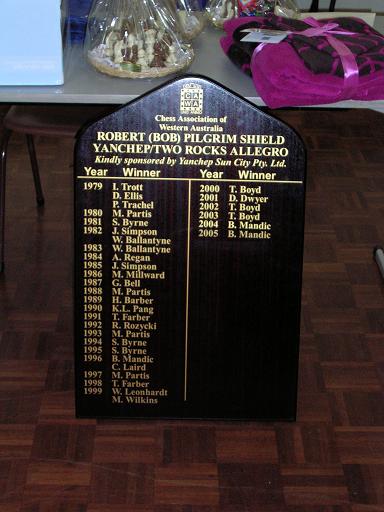 CAWA
Chess Association of
Western Australia
ROBERT (BOB) PILGRIM SHIELD
YANCHEP/TWO ROCKS ALLEGRO
Kindly sponsored by Yanchep Sun City Pty. Ltd.
Year Winner
1979 I. Trott
D. Ellis
P. Trachel
1980 M. Partis
1981 S. Byrne
1982 J. Simpson
W. Ballantyne
1983 W. Ballantyne
1984 A. Regan
1985 J. Simpson
1986 M. Millward
1987 G. Bell
1988 M. Partis
1989 H. Barber
1990 K.L. Pang
1991 T. Farber
1992 R. Rozycki
1993 M. Partis
1994 S. Byrne
1995 S. Byrne
1996 B. Mandic
C. Laird
1997 M. Partis
1998 T. Farber
1999 W. Leonhardt
M. Wilkins
Year Winner
2000 T. Boyd
2001 D. Dwyer
2002 T. Boyd
2003 T. Boyd
2004 B. Mandic
2005 B. Mandic